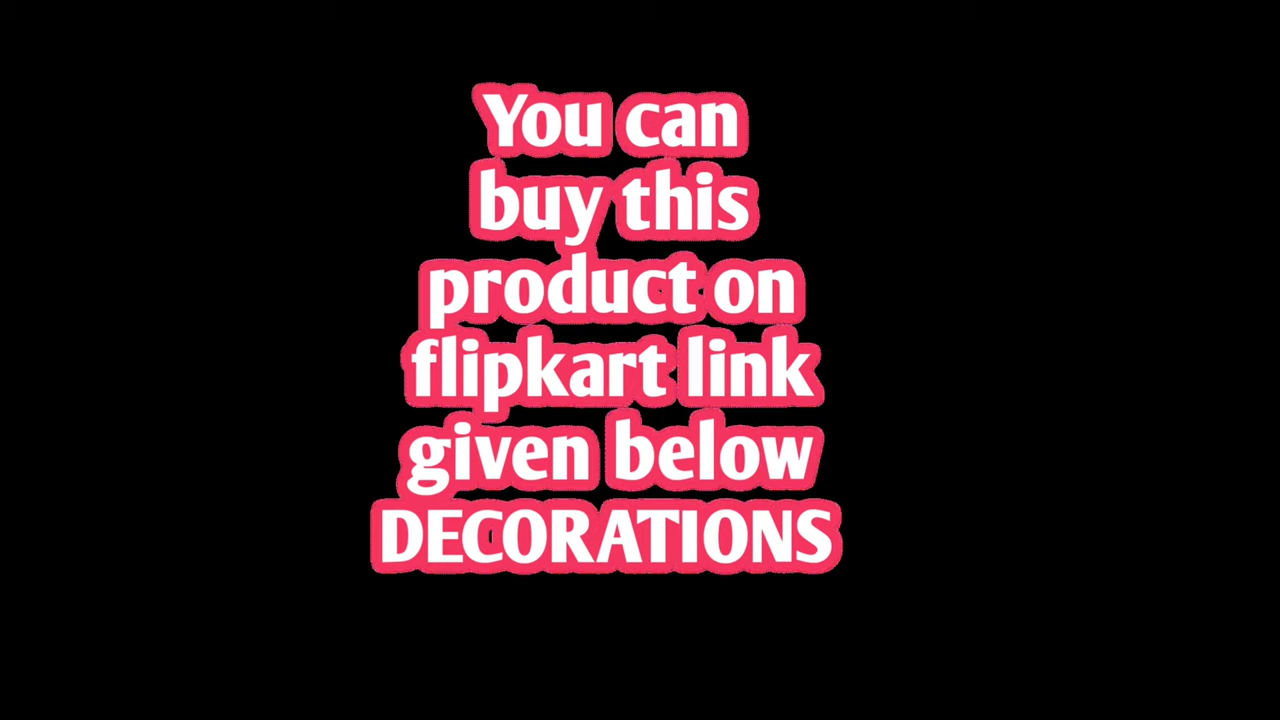 You can
buy this
product on
flipkart link
given below
DECORATIONS